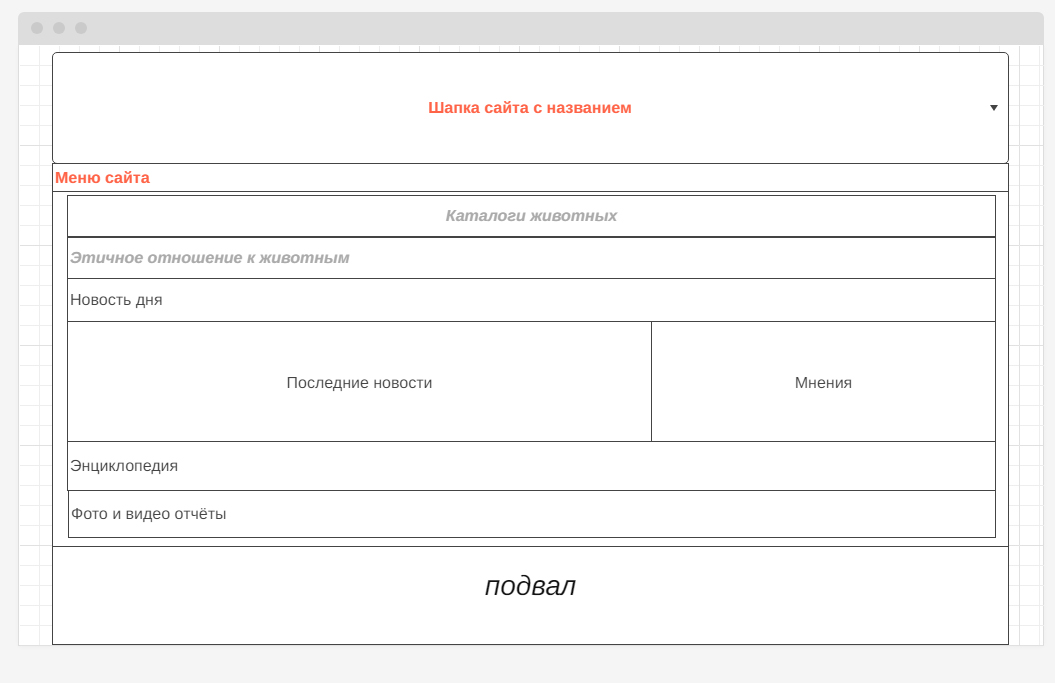 Шапка сайта с названием
Меню сайта
Каталоги животных
Этичное отношение к животным
Новость дня
Последние новости
Мнения
Энциклопедия
Фото и видео отчёты
подвал